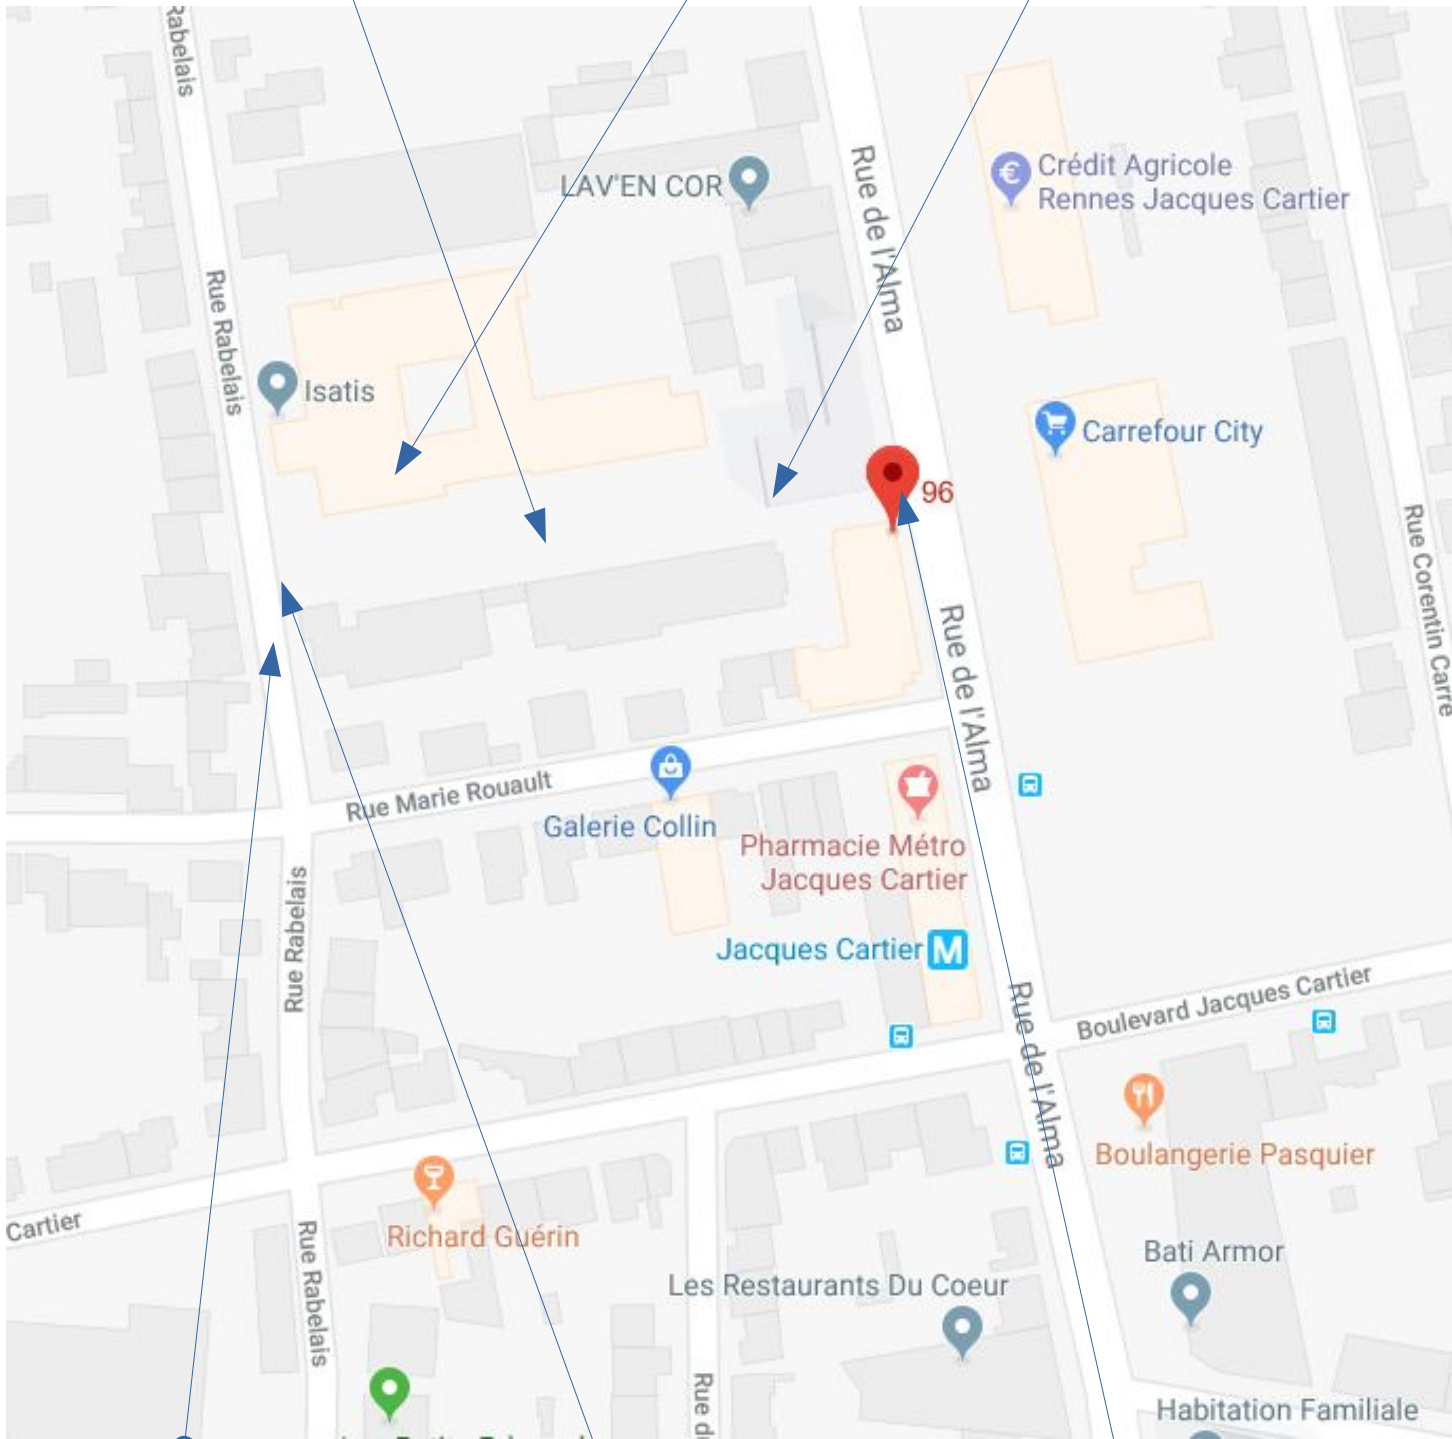 Rabelais
Rue de l'Alma
Crédit Agricole
Rennes Jacques Cartier
LAV'EN COR
Rue Rabelais
Isatis
Carrefour City
96
Rue Corentin Carre
Rue de l'Alma
Rue Marie Rouault
Galerie Collin
Pharmacie Métro
Jacques Cartier
Rue Rabelais
Jacques Cartier M
Boulevard Jacques Cartier
Rue de l'Alma
Boulangerie Pasquier
Cartier
Richard Guérin
Rue Rabelais
Bati Armor
Les Restaurants Du Coeur
Rue d
Habitation Familiale